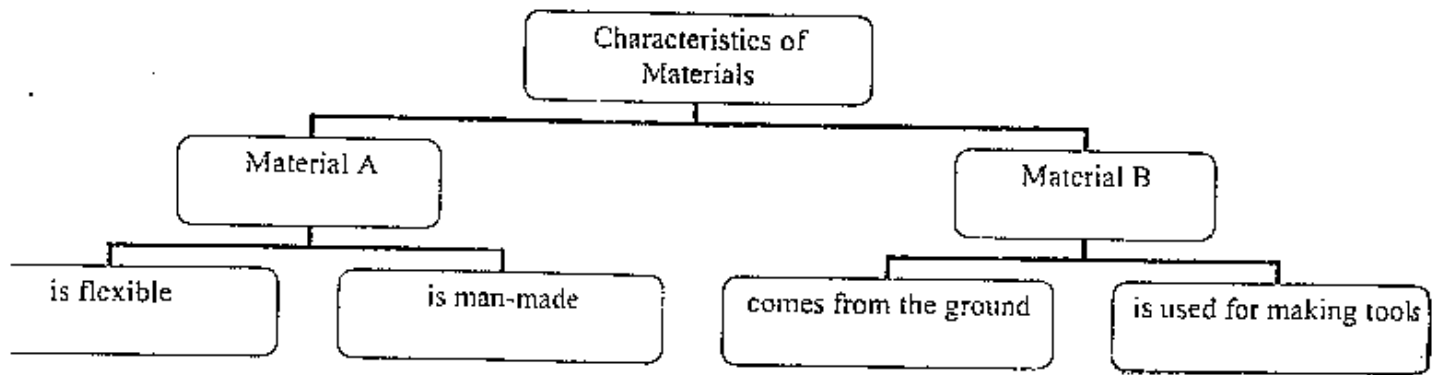 Characteristics of
Materials
Material A
Material B
is flexible
is man-made
comes from the ground
is used for making tools